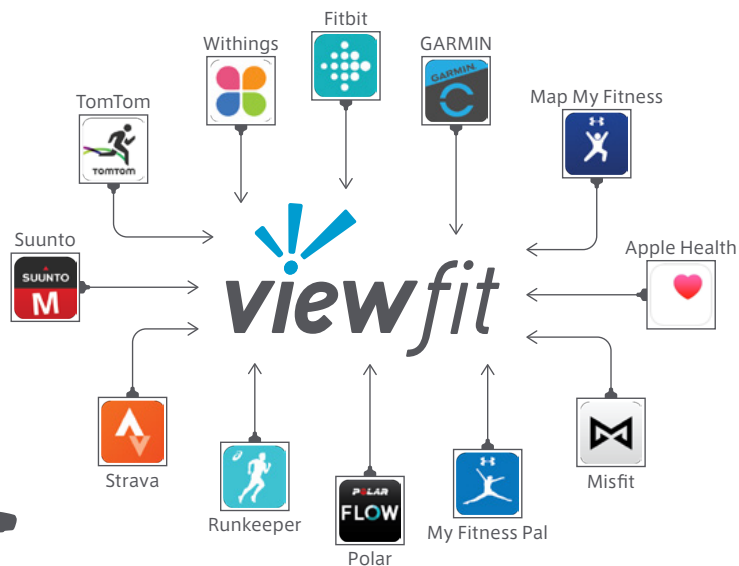 Fitbit
Withings
GARMIN
GARMIN
Map My Fitness
TomTom
TOMTOM
Suunto
SUUNTO
M
Apple Health
viewfit
Strava
Runkeeper
POLAR
FLOW
Polar
My Fitness Pal
Misfit